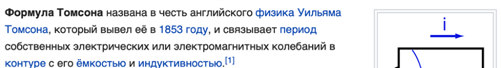 Формула Томсона названа в честь английского физика Уильяма
Томсона, который вывел её в 1853 году, и связывает период
собственных электрических или электромагнитных колебаний в
контуре с его ёмкостью и индуктивностью.[1]
i